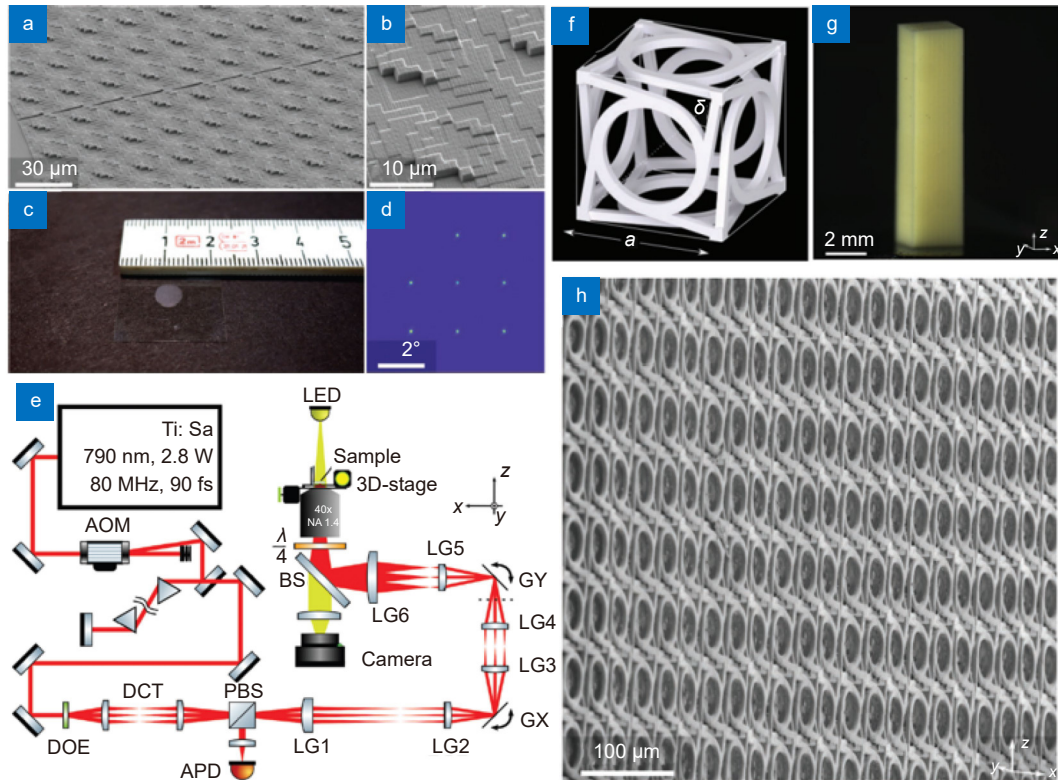 a
30 μm
b
10 μm
c
1 2m 2 3 4 5
d
2°
e
Ti: Sa
790 nm, 2.8 W
80 MHz, 90 fs
AOM
LED
Sample
3D-stage
40x
NA 1.4
λ
4
BS
LG6
LG5
GY
LG4
LG3
GX
LG2
LG1
Camera
DCT
PBS
DOE
APD
x
z
y
f
δ
a
g
2 mm
z
y
x
h
100 μm
z
y
x